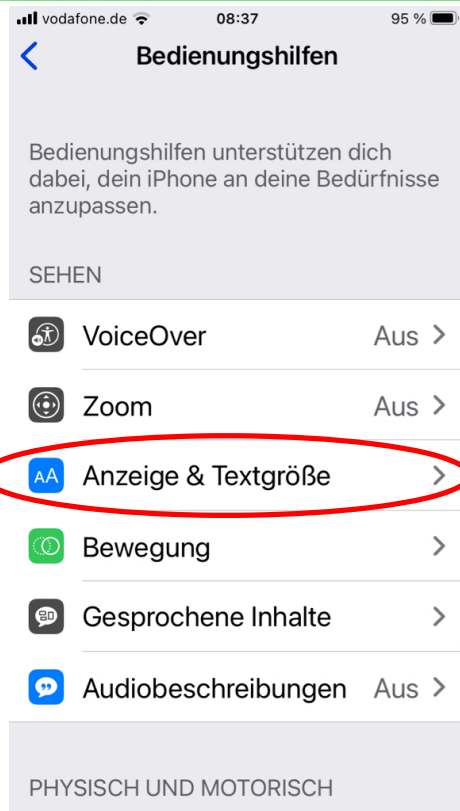 vodafone.de 08:37 95 %
Bedienungshilfen
Bedienungshilfen unterstützen dich
dabei, dein iPhone an deine Bedürfnisse
anzupassen.
SEHEN
VoiceOver Aus
Zoom Aus
AA Anzeige & Textgröße
Bewegung
Gesprochene Inhalte
Audiobeschreibungen Aus
PHYSISCH UND MOTORISCH